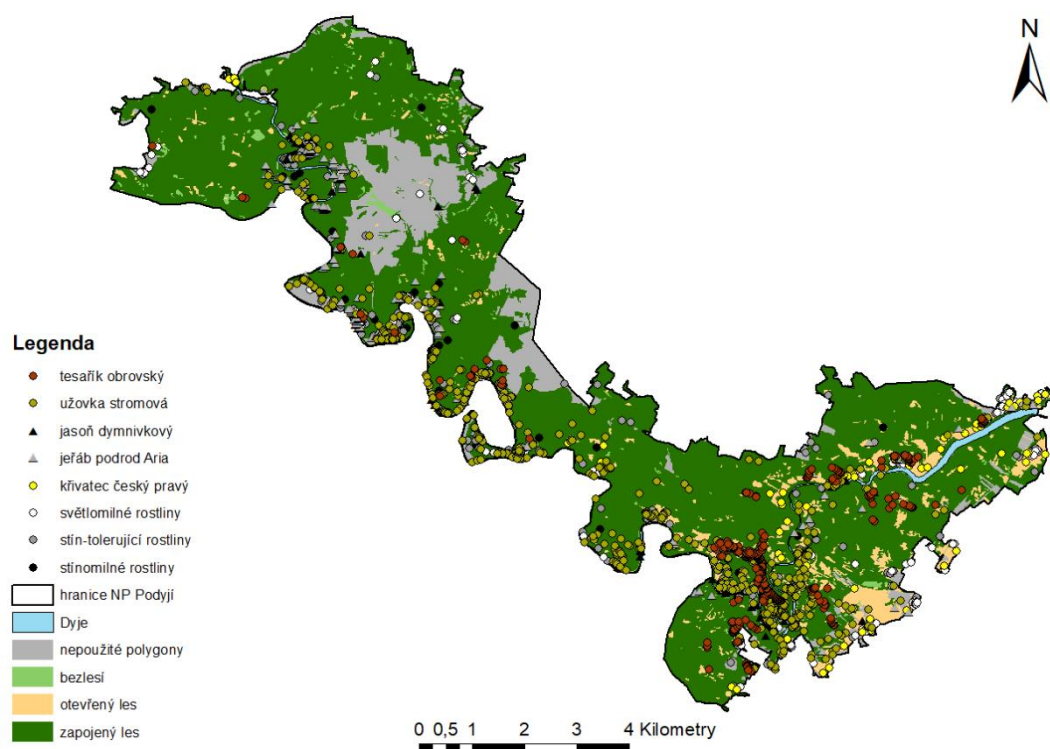 N
Legenda
tesařík obrovský
užovka stromová
jasoň dymnivkový
jeřáb podrod Aria
křivatec český pravý
světlomilné rostliny
stín-tolerující rostliny
stínomilné rostliny
hranice NP Podyjí
Dyje
nepoužité polygony
bezlesí
otevřený les
zapojený les
0 0,5 1 2 3 4 Kilometry